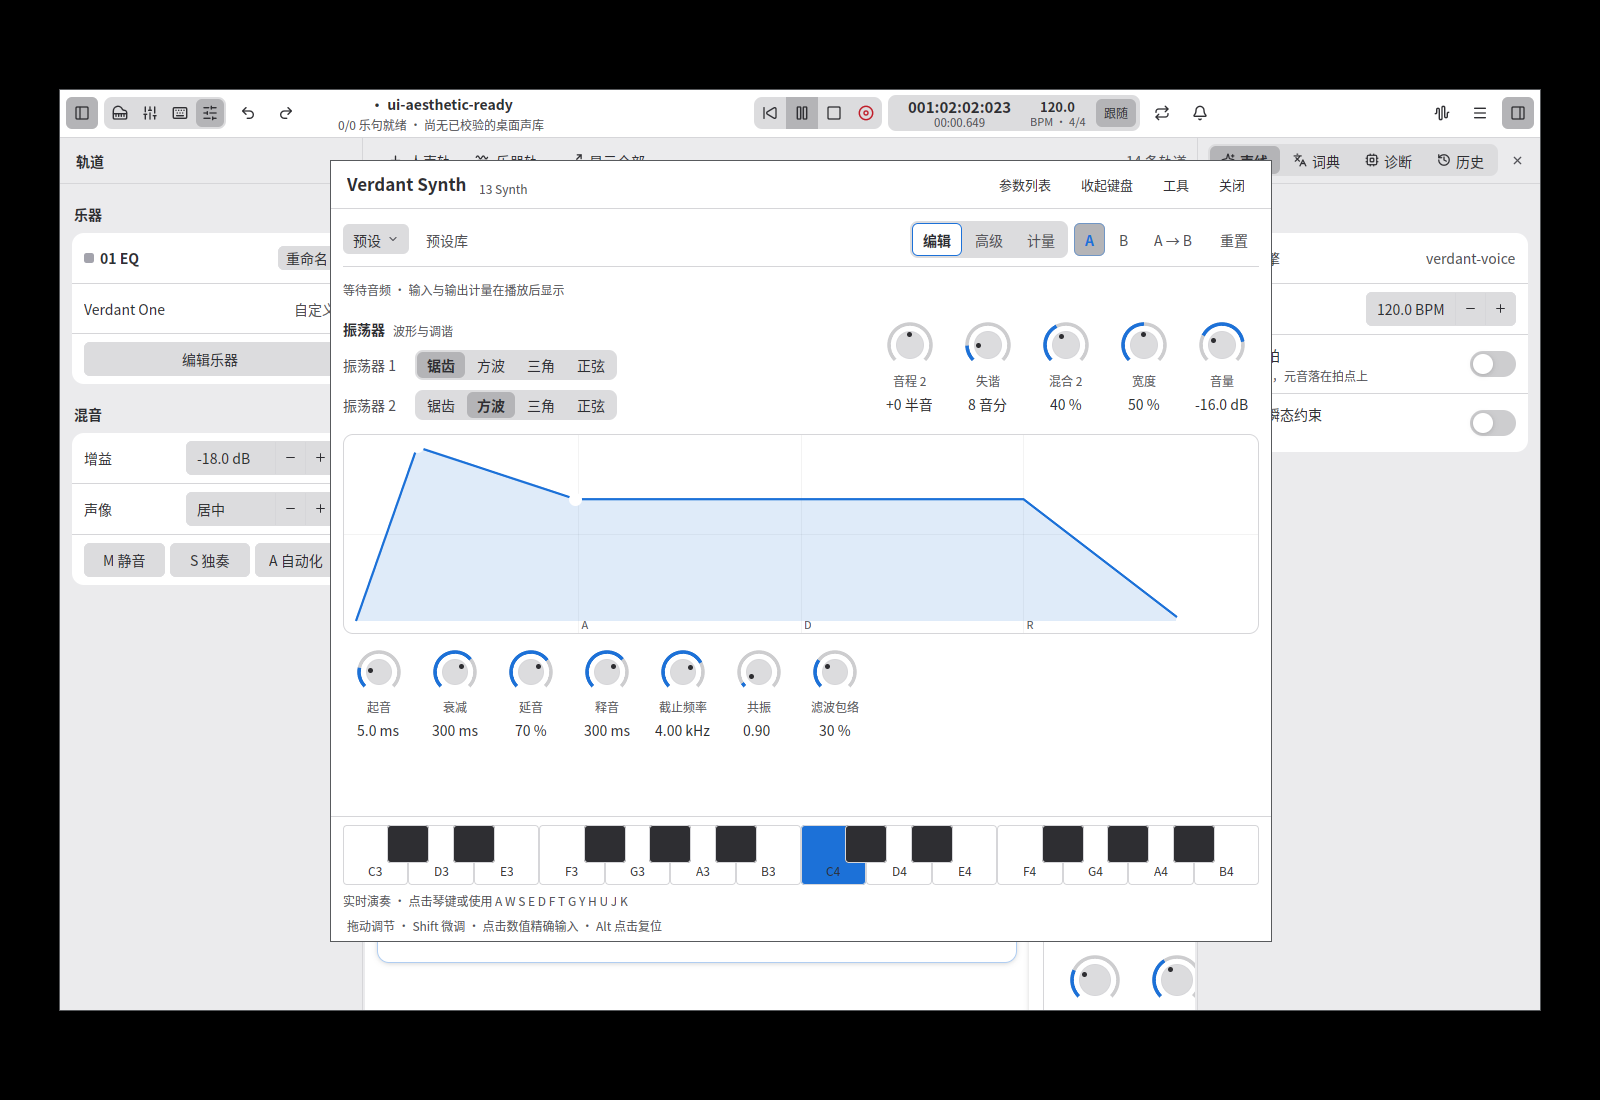 · ui-aesthetic-ready
0/0 乐句就绪 · 尚无已校验的桌面声库
001:02:02:023
00:00.649
120.0
BPM · 4/4
跟随
轨道
14 条轨道
词典
诊断
历史
乐器
01 EQ
重命名
Verdant One
自定义
编辑乐器
混音
增益
-18.0 dB
声像
居中
M 静音
S 独奏
A 自动化
Verdant Synth
13 Synth
参数列表
收起键盘
工具
关闭
预设
预设库
编辑
高级
计量
A
B
A → B
重置
等待音频 · 输入与输出计量在播放后显示
振荡器 波形与调谐
振荡器 1
锯齿
方波
三角
正弦
振荡器 2
锯齿
方波
三角
正弦
音程 2
+0 半音
失谐
8 音分
混合 2
40 %
宽度
50 %
音量
-16.0 dB
A
D
R
起音
5.0 ms
衰减
300 ms
延音
70 %
释音
300 ms
截止频率
4.00 kHz
共振
0.90
滤波包络
30 %
C3
D3
E3
F3
G3
A3
B3
C4
D4
E4
F4
G4
A4
B4
实时演奏 · 点击琴键或使用 A W S E D F T G Y H U J K
拖动调节 · Shift 微调 · 点击数值精确输入 · Alt 点击复位
verdant-voice
120.0 BPM
，元音落在拍点上
瞬态约束